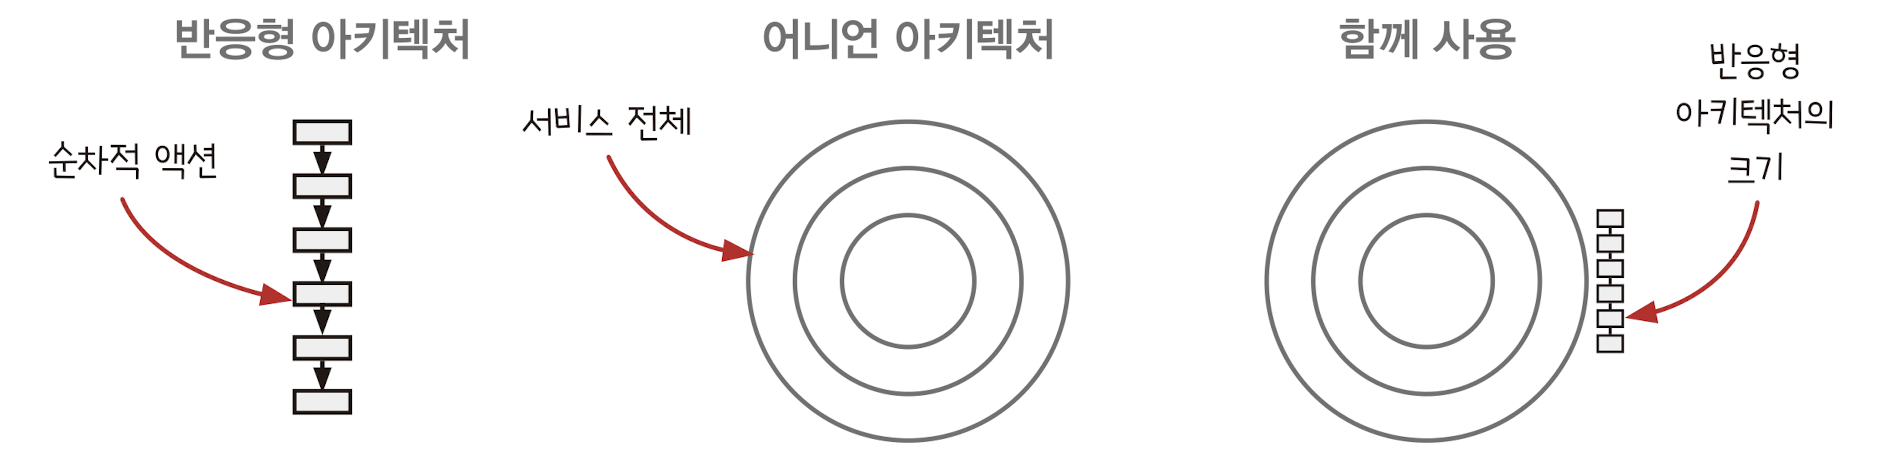 반응형 아키텍처
순차적 액션
어니언 아키텍처
서비스 전체
함께 사용
반응형
아키텍처의
크기